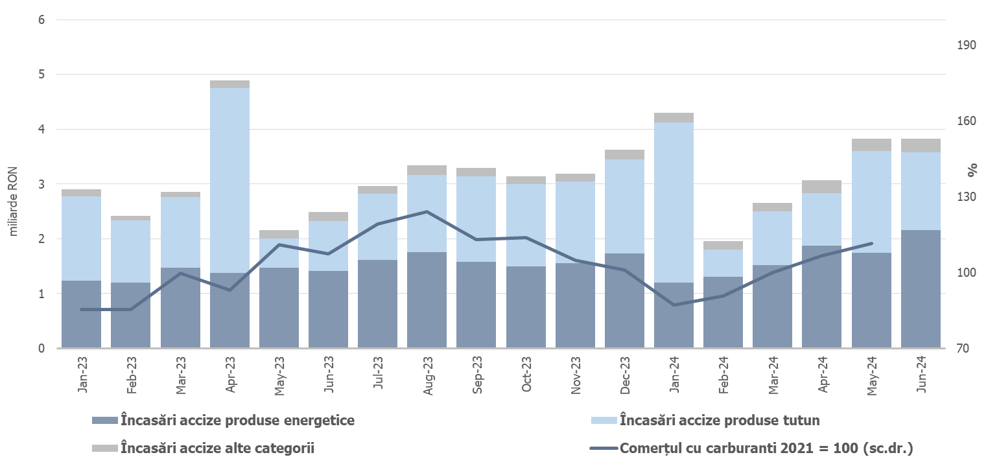 6
5
4
3
2
1
0
miliarde RON
190
160
130
100
70
%
Jan-23
Feb-23
Mar-23
Apr-23
May-23
Jun-23
Jul-23
Aug-23
Sep-23
Oct-23
Nov-23
Dec-23
Jan-24
Feb-24
Mar-24
Apr-24
May-24
Jun-24
Încasări accize produse energetice
Încasări accize produse tutun
Încasări accize alte categorii
Comerțul cu carburanti 2021 = 100 (sc.dr.)